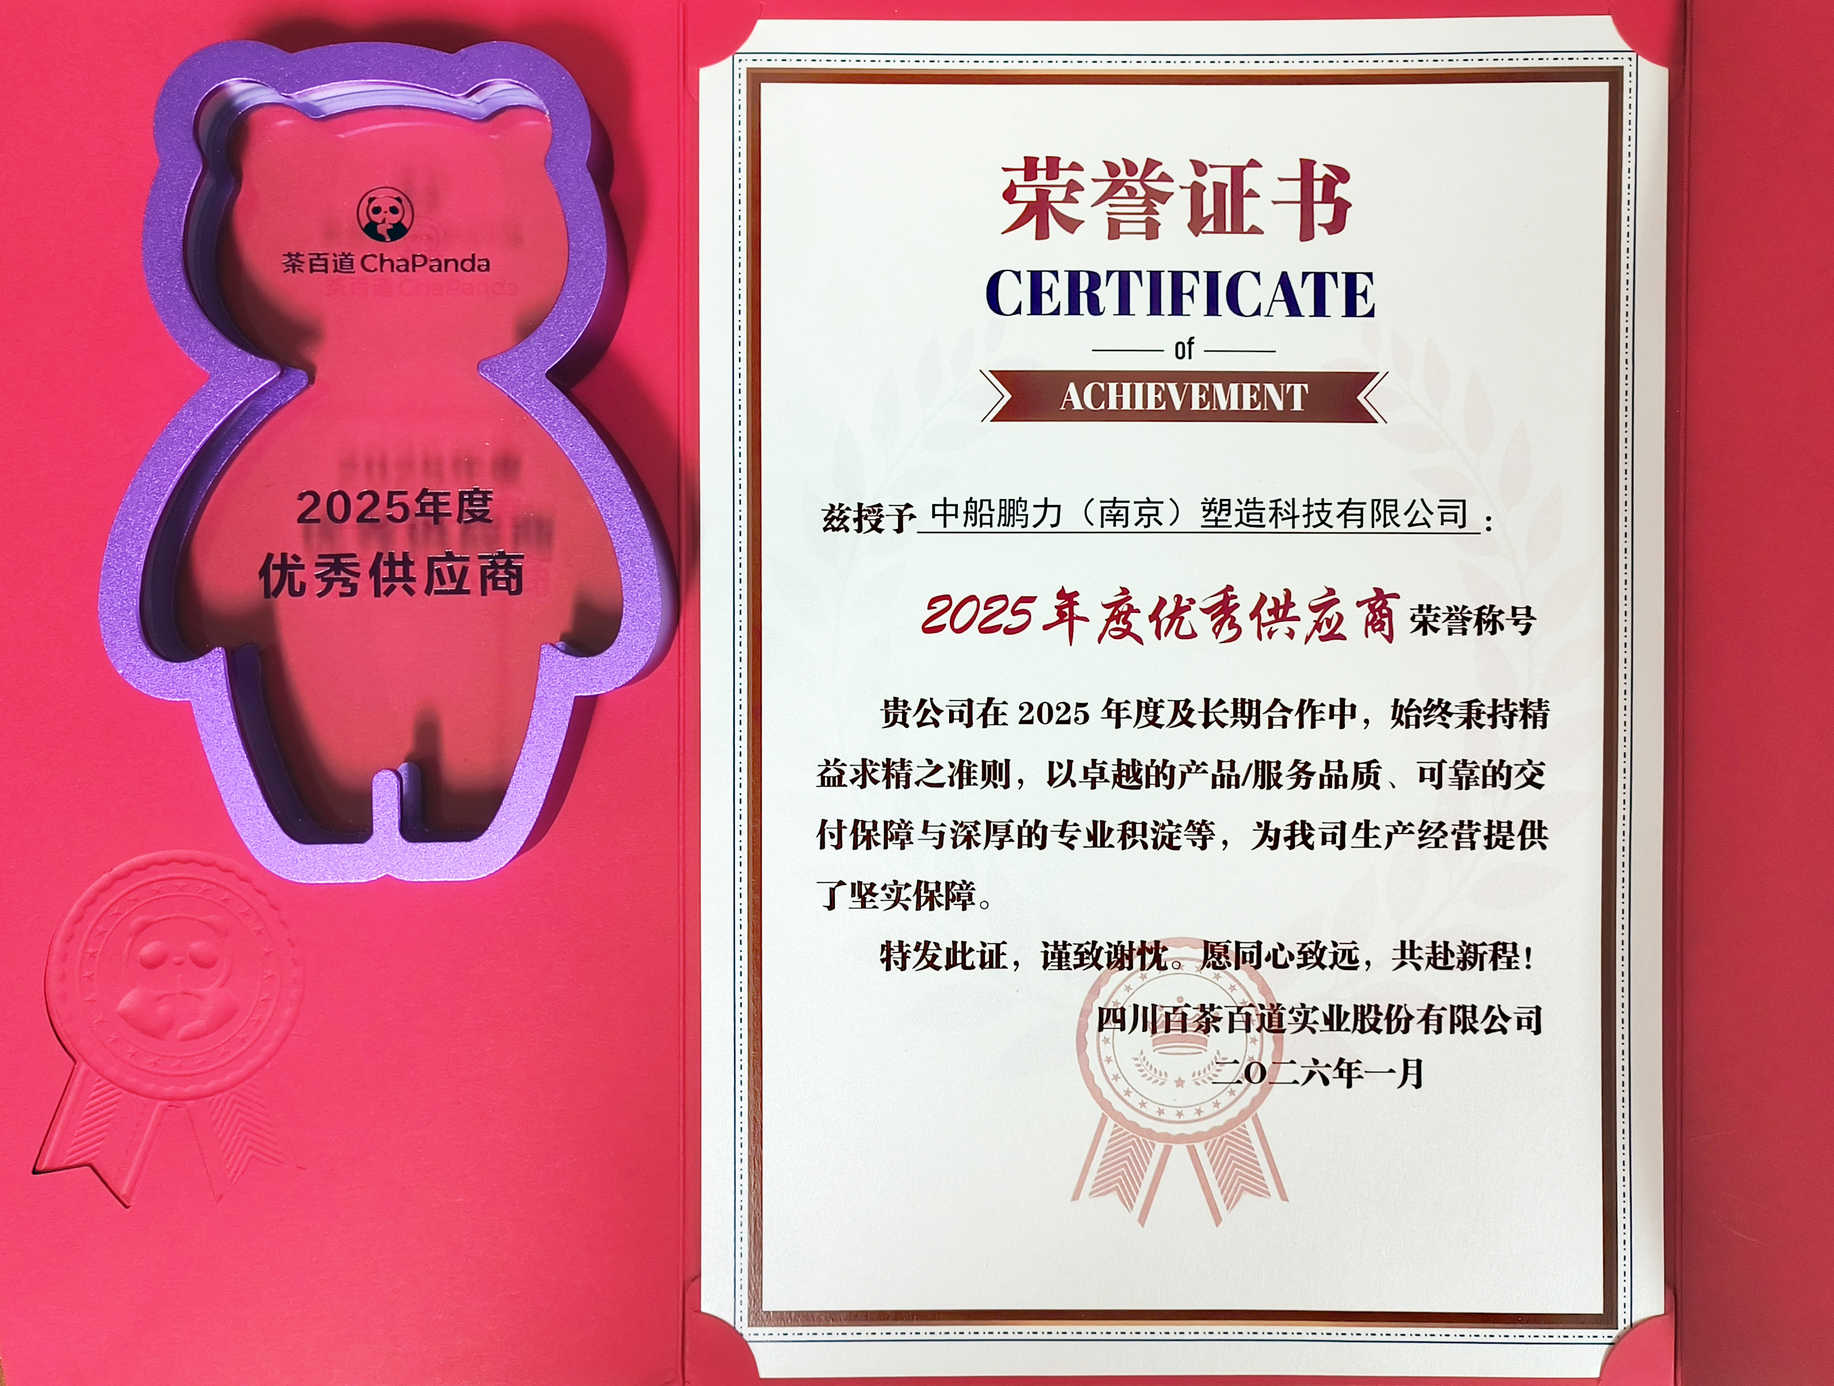 茶百道 ChaPanda
2025年度
优秀供应商
荣誉证书
CERTIFICATE
of
ACHIEVEMENT
兹授予 中船鹏力（南京）塑造科技有限公司 ：
2025年度优秀供应商 荣誉称号
贵公司在 2025 年度及长期合作中，始终秉持精
益求精之准则，以卓越的产品/服务品质、可靠的交
付保障与深厚的专业积淀等，为我司生产经营提供
了坚实保障。
特发此证，谨致谢忱。愿同心致远，共赴新程！
四川百茶百道实业股份有限公司
二〇二六年一月